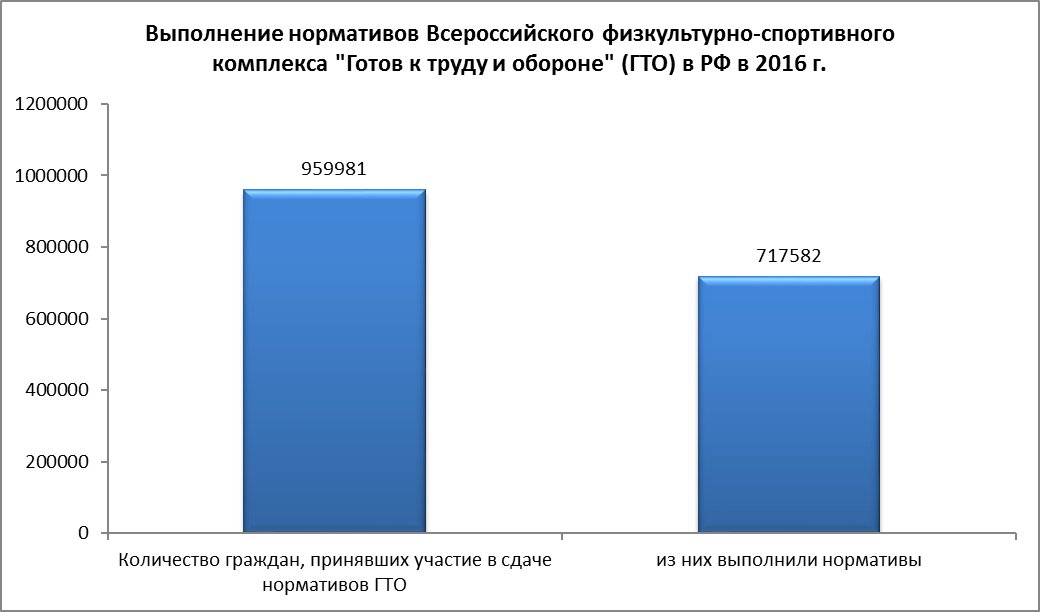 Выполнение нормативов Всероссийского физкультурно-спортивного
комплекса "Готов к труду и обороне" (ГТО) в РФ в 2016 г.
1200000
1000000
800000
600000
400000
200000
0
959981
717582
Количество граждан, принявших участие в сдаче
нормативов ГТО
из них выполнили нормативы